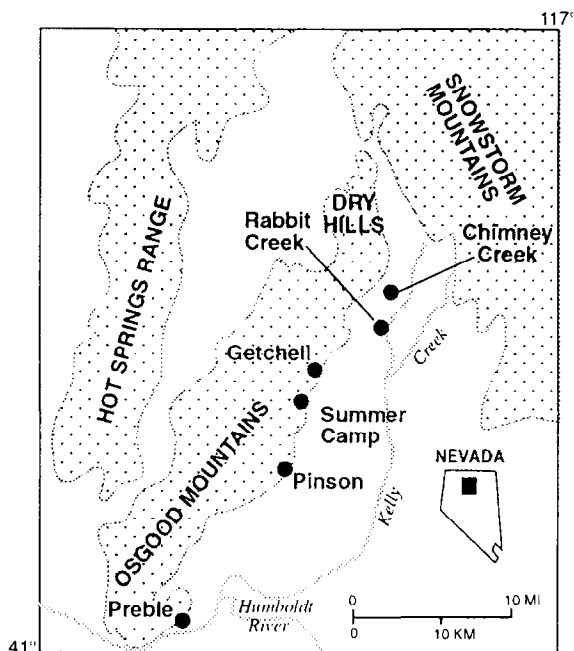 117°
SNOWSTORM
MOUNTAINS
DRY
HILLS
Rabbit
Creek
Chimney
Creek
HOT SPRINGS RANGE
Getchell
Creek
Summer
Camp
OSGOOD MOUNTAINS
Pinson
NEVADA
Kelly
Preble
Humboldt
River
0 10 MI
0 10 KM
41°